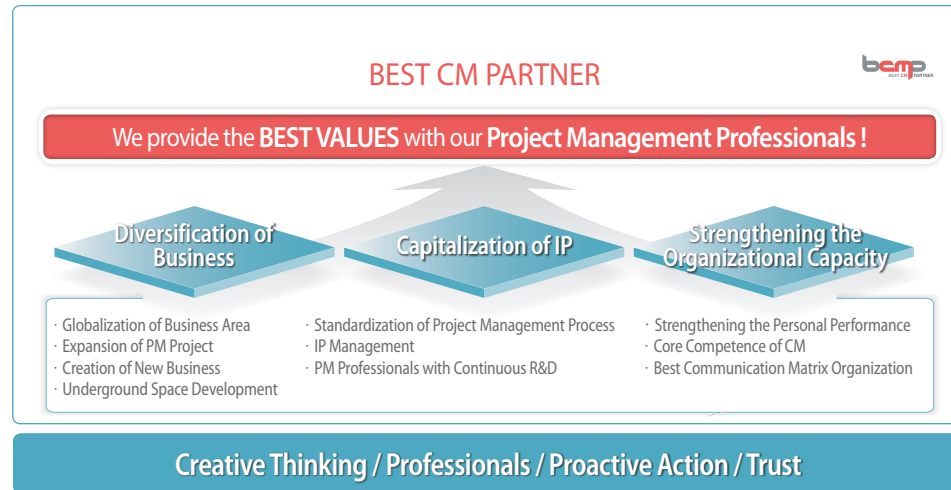 BEST CM PARTNER
bcmp
BEST CM PARTNER
We provide the BEST VALUES with our Project Management Professionals !
Diversification of
Business
Capitalization of IP
Strengthening the
Organizational Capacity
· Globalization of Business Area
· Expansion of PM Project
· Creation of New Business
· Underground Space Development
· Standardization of Project Management Process
· IP Management
· PM Professionals with Continuous R&D
· Strengthening the Personal Performance
· Core Competence of CM
· Best Communication Matrix Organization
Creative Thinking / Professionals / Proactive Action / Trust